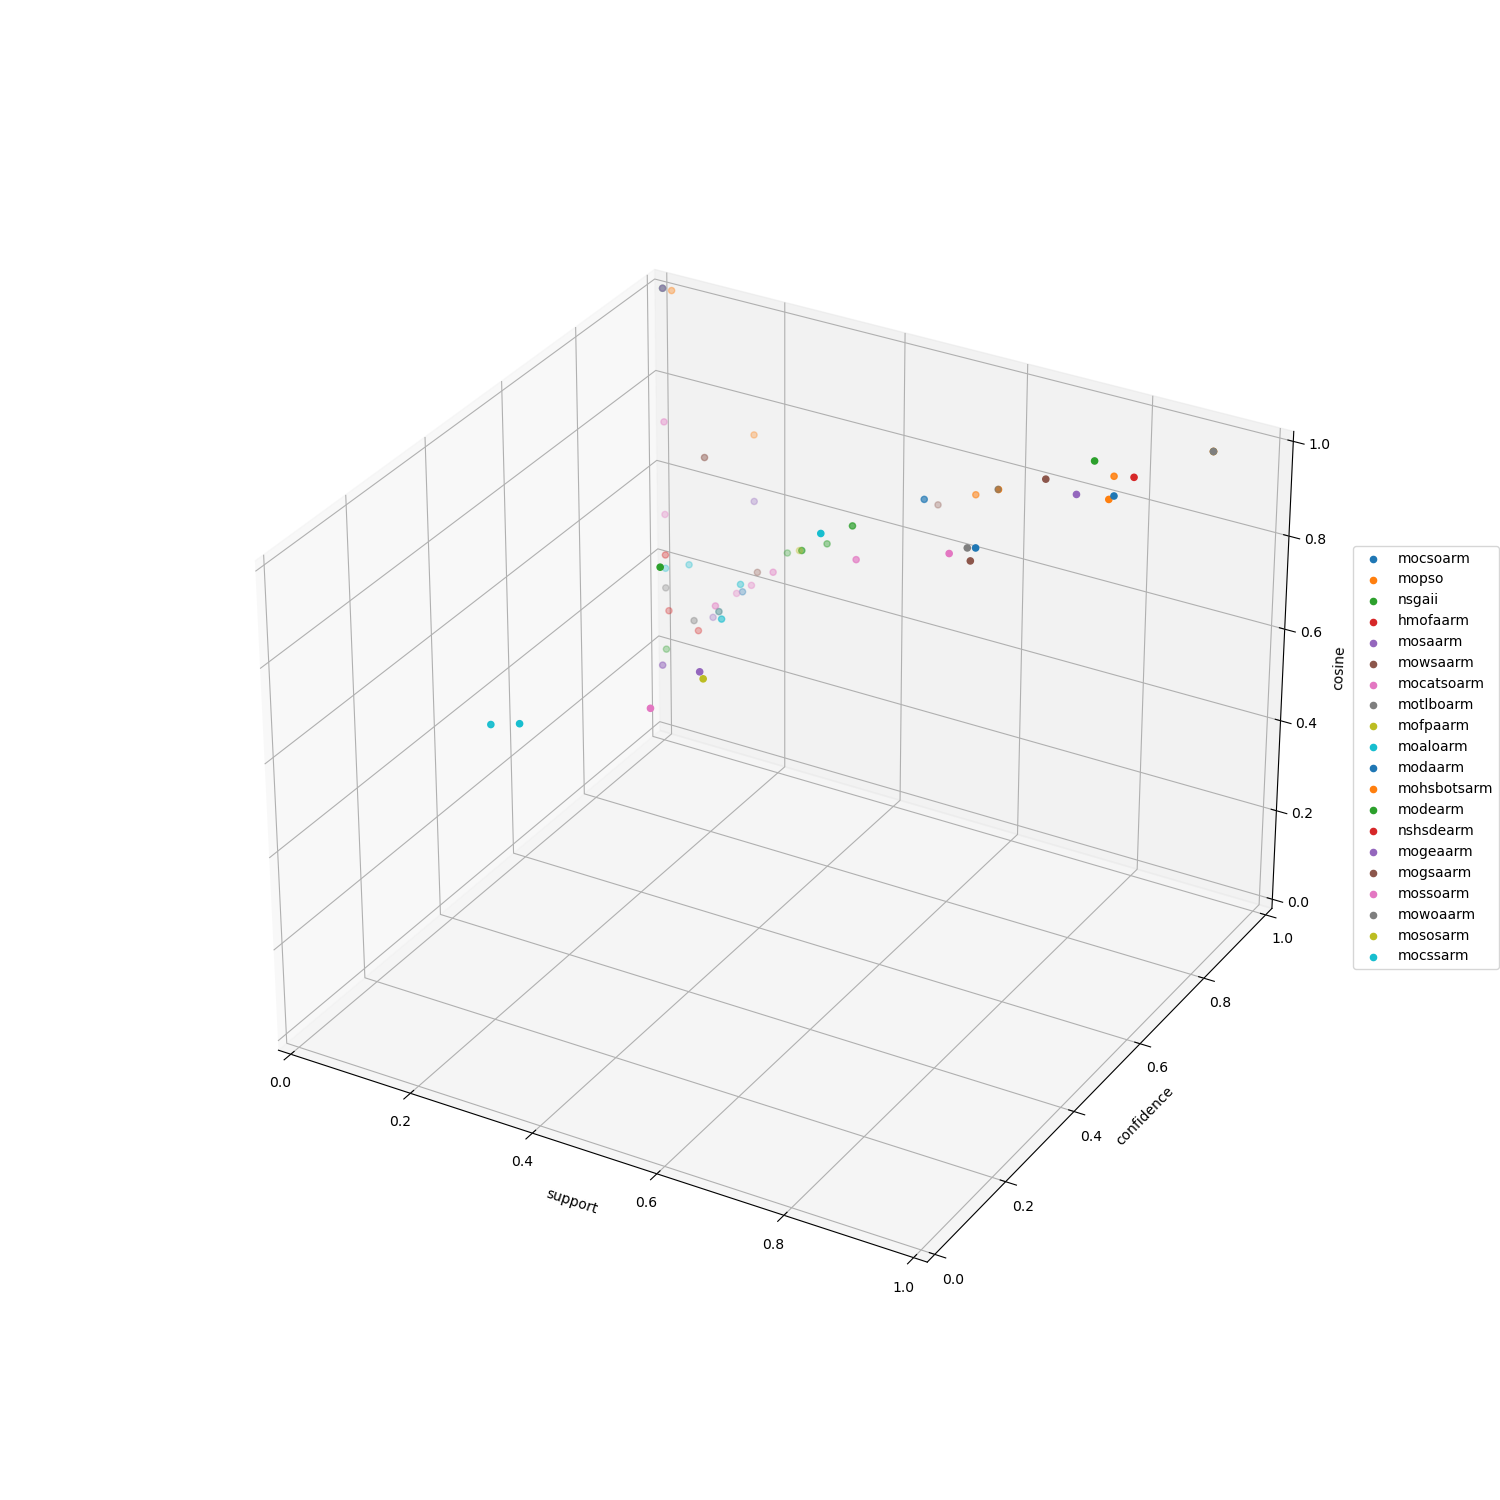 1.0
0.8
0.6
0.4
0.2
0.0
cosine
mocsoarm
mopso
nsgaii
hmofaarm
mosaarm
mowsaarm
mocatsoarm
motlboarm
mofpaarm
moaloarm
modaarm
mohsbotsarm
modearm
nshsdearm
mogeaarm
mogsaarm
mossoarm
mowoaarm
mososarm
mocssarm
1.0
0.8
0.6
0.4
0.2
0.0
confidence
0.0
0.2
0.4
0.6
0.8
1.0
support